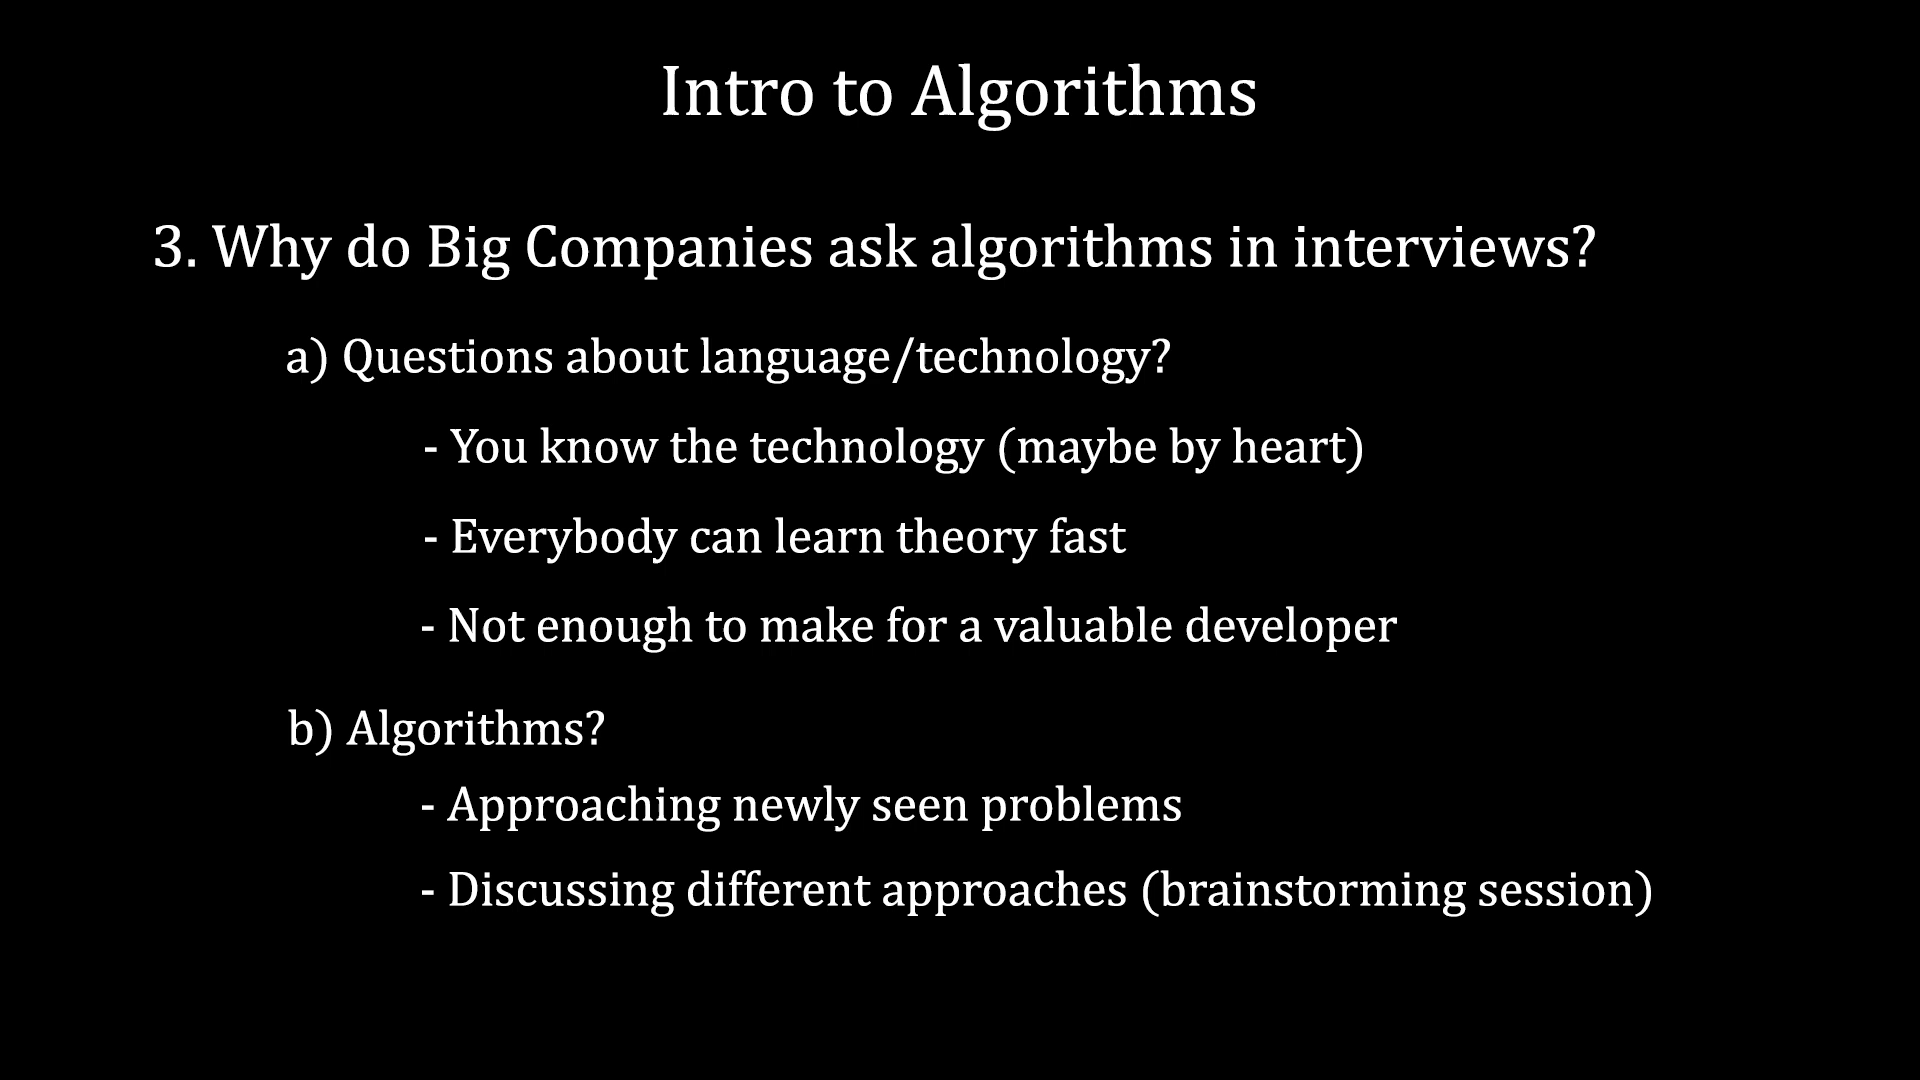 Intro to Algorithms
3. Why do Big Companies ask algorithms in interviews?
a) Questions about language/technology?
- You know the technology (maybe by heart)
- Everybody can learn theory fast
- Not enough to make for a valuable developer
b) Algorithms?
- Approaching newly seen problems
- Discussing different approaches (brainstorming session)